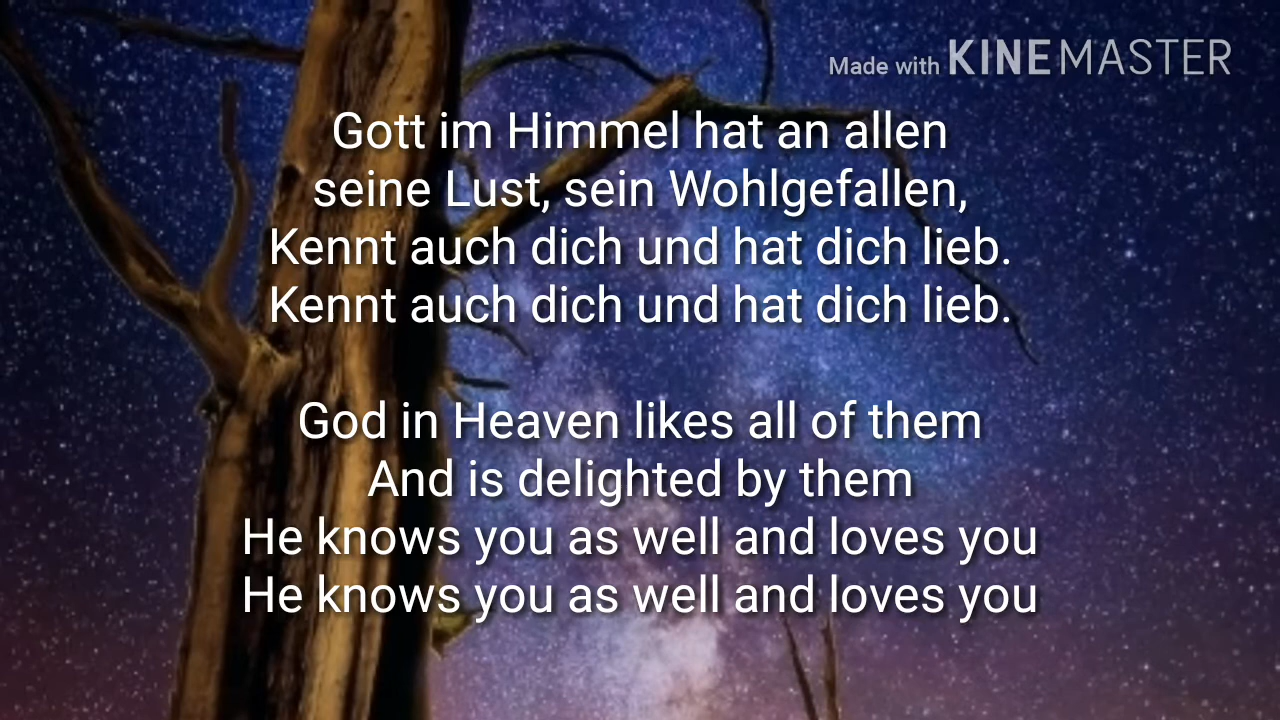 Made with KINEMASTER
Gott im Himmel hat an allen
seine Lust, sein Wohlgefallen,
Kennt auch dich und hat dich lieb.
Kennt auch dich und hat dich lieb.
God in Heaven likes all of them
And is delighted by them
He knows you as well and loves you
He knows you as well and loves you